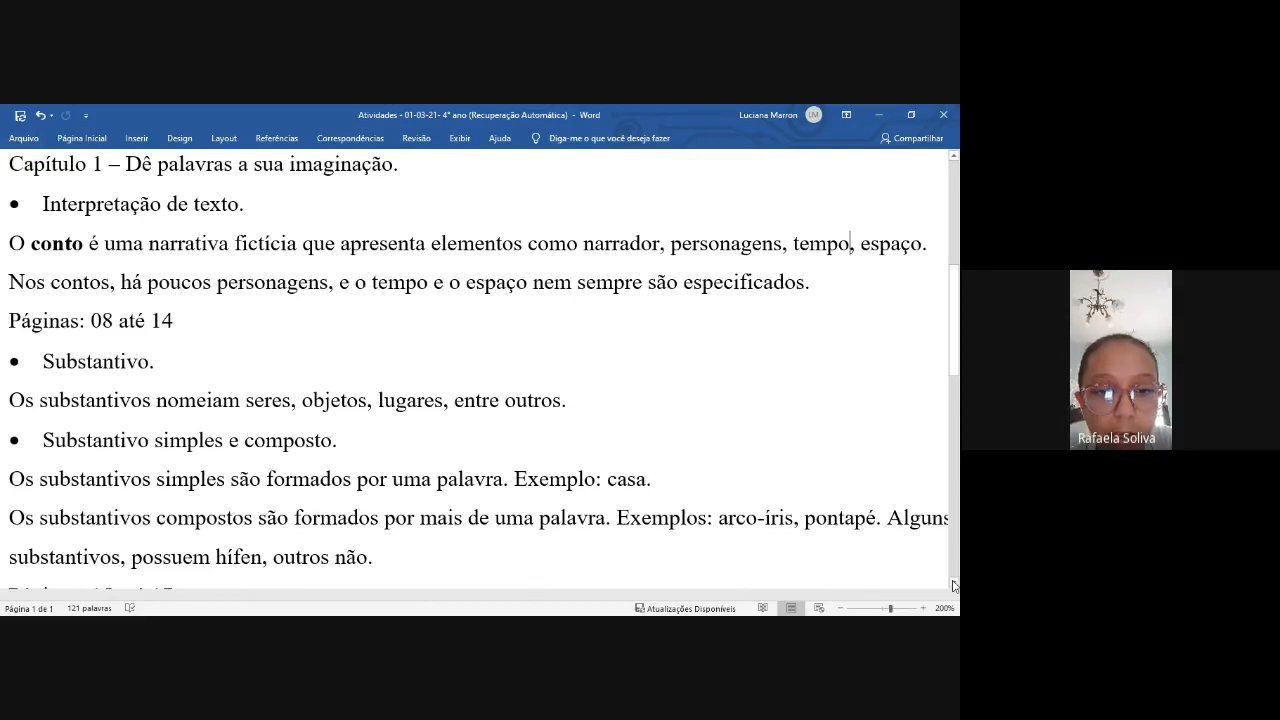 Atividades - 01-03-21- 4° ano (Recuperação Automática) - Word
Luciana Marron
LM
Arquivo
Página Inicial
Inserir
Design
Layout
Referências
Correspondências
Revisão
Exibir
Ajuda
Diga-me o que você deseja fazer
Compartilhar
Capítulo 1 – Dê palavras a sua imaginação.
• Interpretação de texto.
O conto é uma narrativa fictícia que apresenta elementos como narrador, personagens, tempo, espaço.
Nos contos, há poucos personagens, e o tempo e o espaço nem sempre são especificados.
Páginas: 08 até 14
• Substantivo.
Os substantivos nomeiam seres, objetos, lugares, entre outros.
• Substantivo simples e composto.
Os substantivos simples são formados por uma palavra. Exemplo: casa.
Os substantivos compostos são formados por mais de uma palavra. Exemplos: arco-íris, pontapé. Alguns
substantivos, possuem hífen, outros não.
Rafaela Soliva
Página 1 de 1
121 palavras
Atualizações Disponíveis
200%